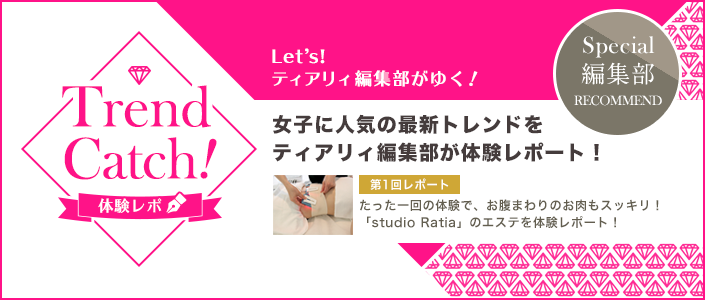 Trend
Catch!
体験レポ
Let's!
ティアリィ編集部がゆく!
Special
編集部
RECOMMEND
女子に人気の最新トレンドを
ティアリィ編集部が体験レポート！
第1回レポート
たった一回の体験で、お腹まわりのお肉もスッキリ！
「studio Ratia」のエステを体験レポート！